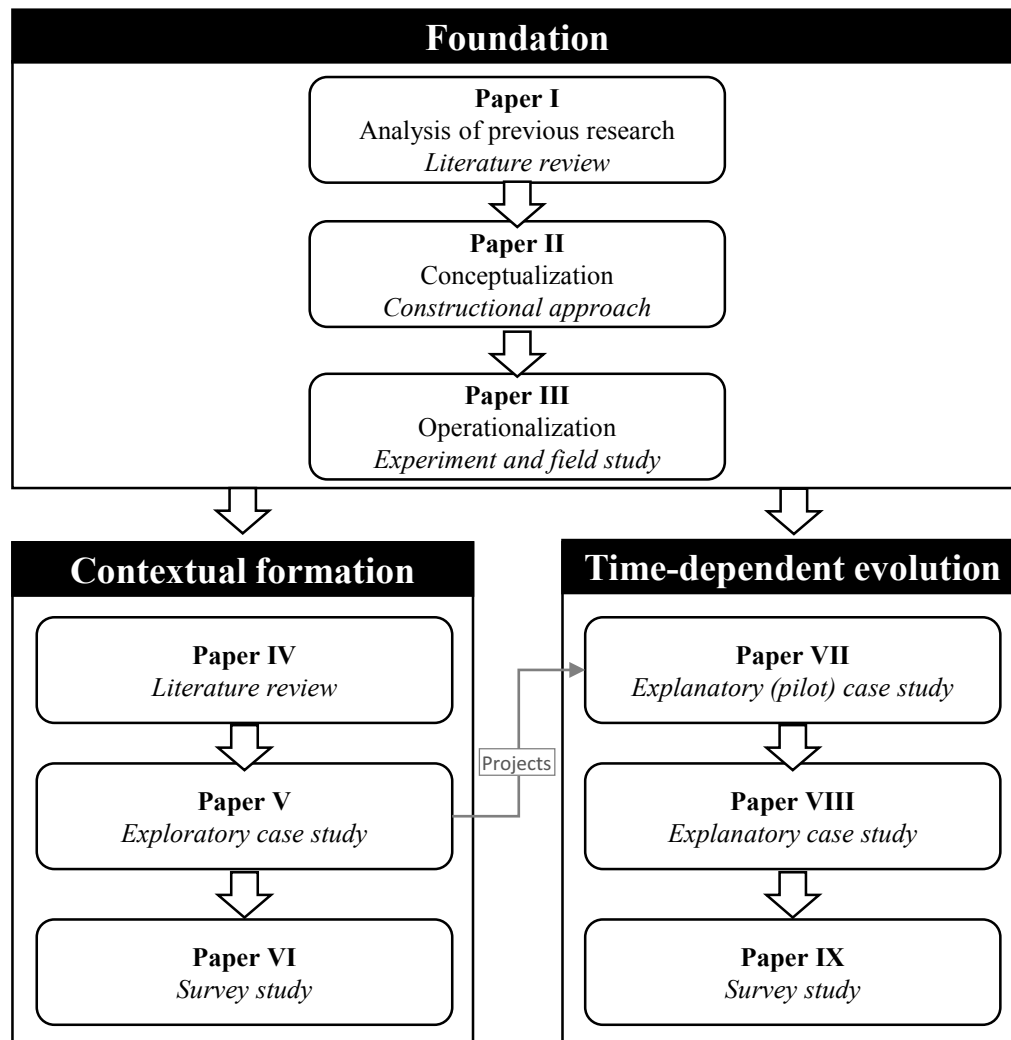 Foundation
Paper I
Analysis of previous research
Literature review
Paper II
Conceptualization
Constructional approach
Paper III
Operationalization
Experiment and field study
Contextual formation
Paper IV
Literature review
Paper V
Exploratory case study
Paper VI
Survey study
Projects
Time-dependent evolution
Paper VII
Explanatory (pilot) case study
Paper VIII
Explanatory case study
Paper IX
Survey study